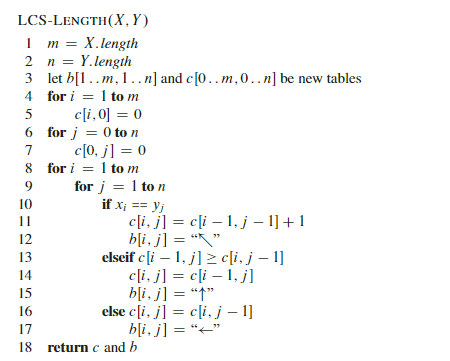 LCS-LENGTH(X, Y)
1 m = X.length
2 n = Y.length
3 let b[1..m, 1..n] and c[0..m, 0..n] be new tables
4 for i = 1 to m
5 c[i, 0] = 0
6 for j = 0 to n
7 c[0, j] = 0
8 for i = 1 to m
9 for j = 1 to n
10 if xᵢ == yⱼ
11 c[i, j] = c[i − 1, j − 1] + 1
12 b[i, j] = “↖”
13 elseif c[i − 1, j] ≥ c[i, j − 1]
14 c[i, j] = c[i − 1, j]
15 b[i, j] = “↑”
16 else c[i, j] = c[i, j − 1]
17 b[i, j] = “←”
18 return c and b